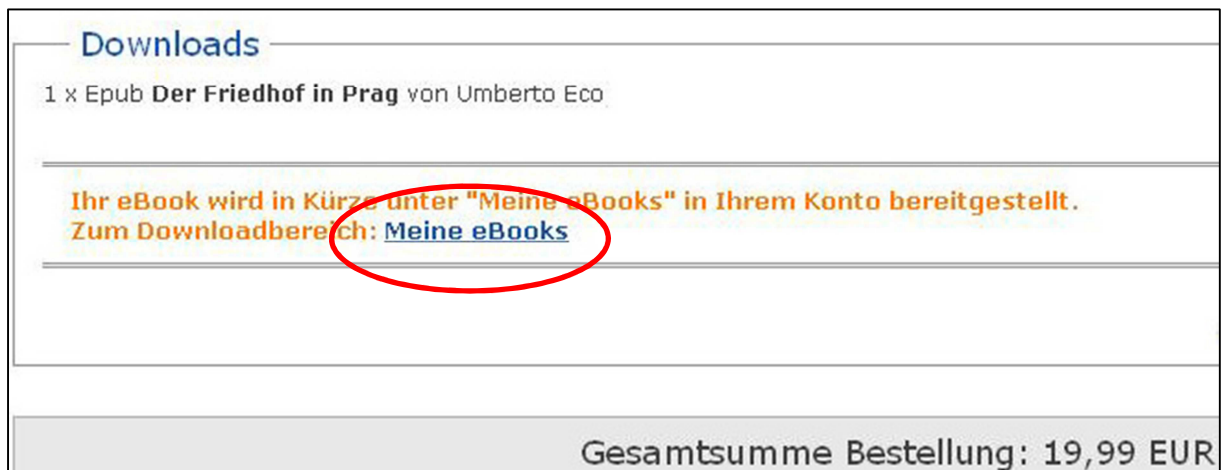 Downloads
1 x Epub Der Friedhof in Prag von Umberto Eco
Ihr eBook wird in Kürze unter "Meine eBooks" in Ihrem Konto bereitgestellt.
Zum Downloadbereich: Meine eBooks
Gesamtsumme Bestellung: 19,99 EUR